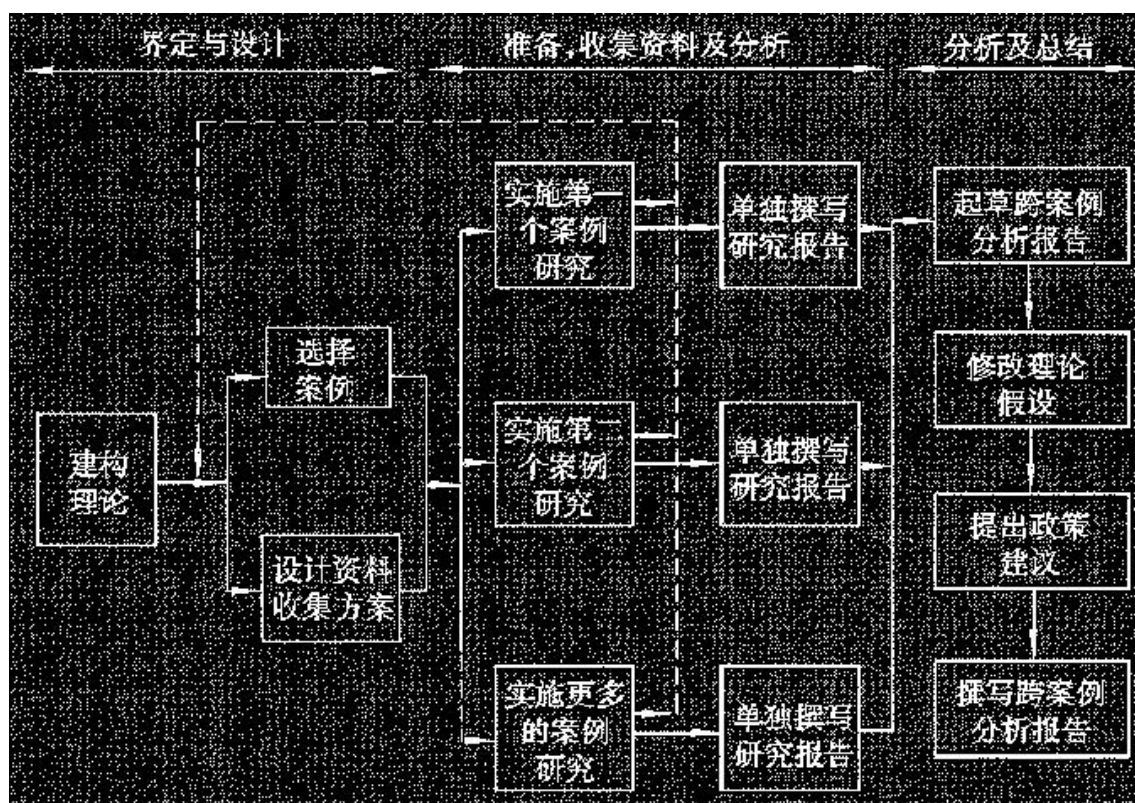 界定与设计
准备,收集资料及分析
分析及总结
建构
理论
选择
案例
设计资料
收集方案
实施第一
个案例
研究
单独撰写
研究报告
实施第二
个案例
研究
单独撰写
研究报告
实施更多
的案例
研究
单独撰写
研究报告
起草跨案例
分析报告
修改理论
假设
提出政策
建议
撰写跨案例
分析报告